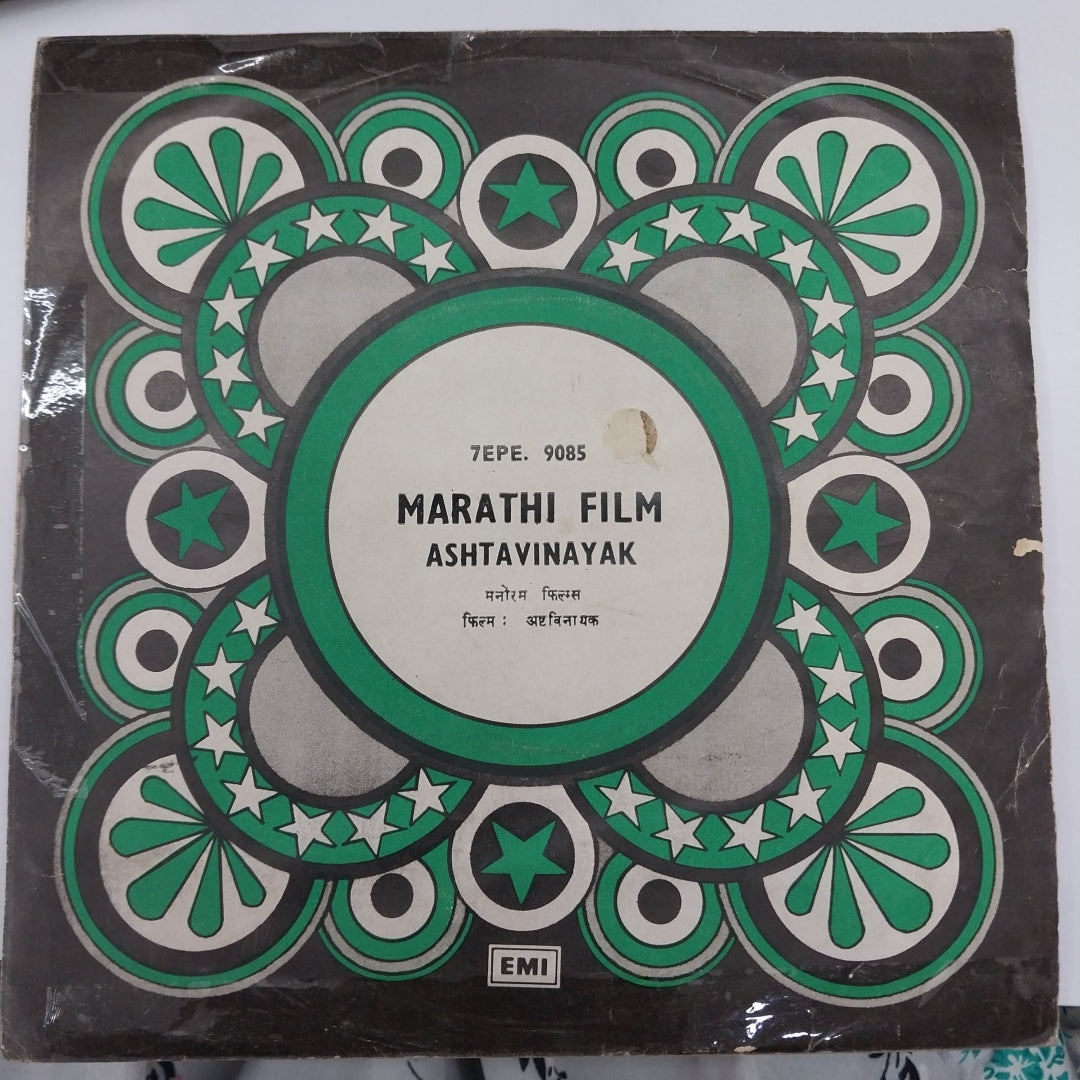 7EPE. 9085
MARATHI FILM
ASHTAVINAYAK
मनोरम फिल्म्स
फिल्म : अष्टविनायक
EMI